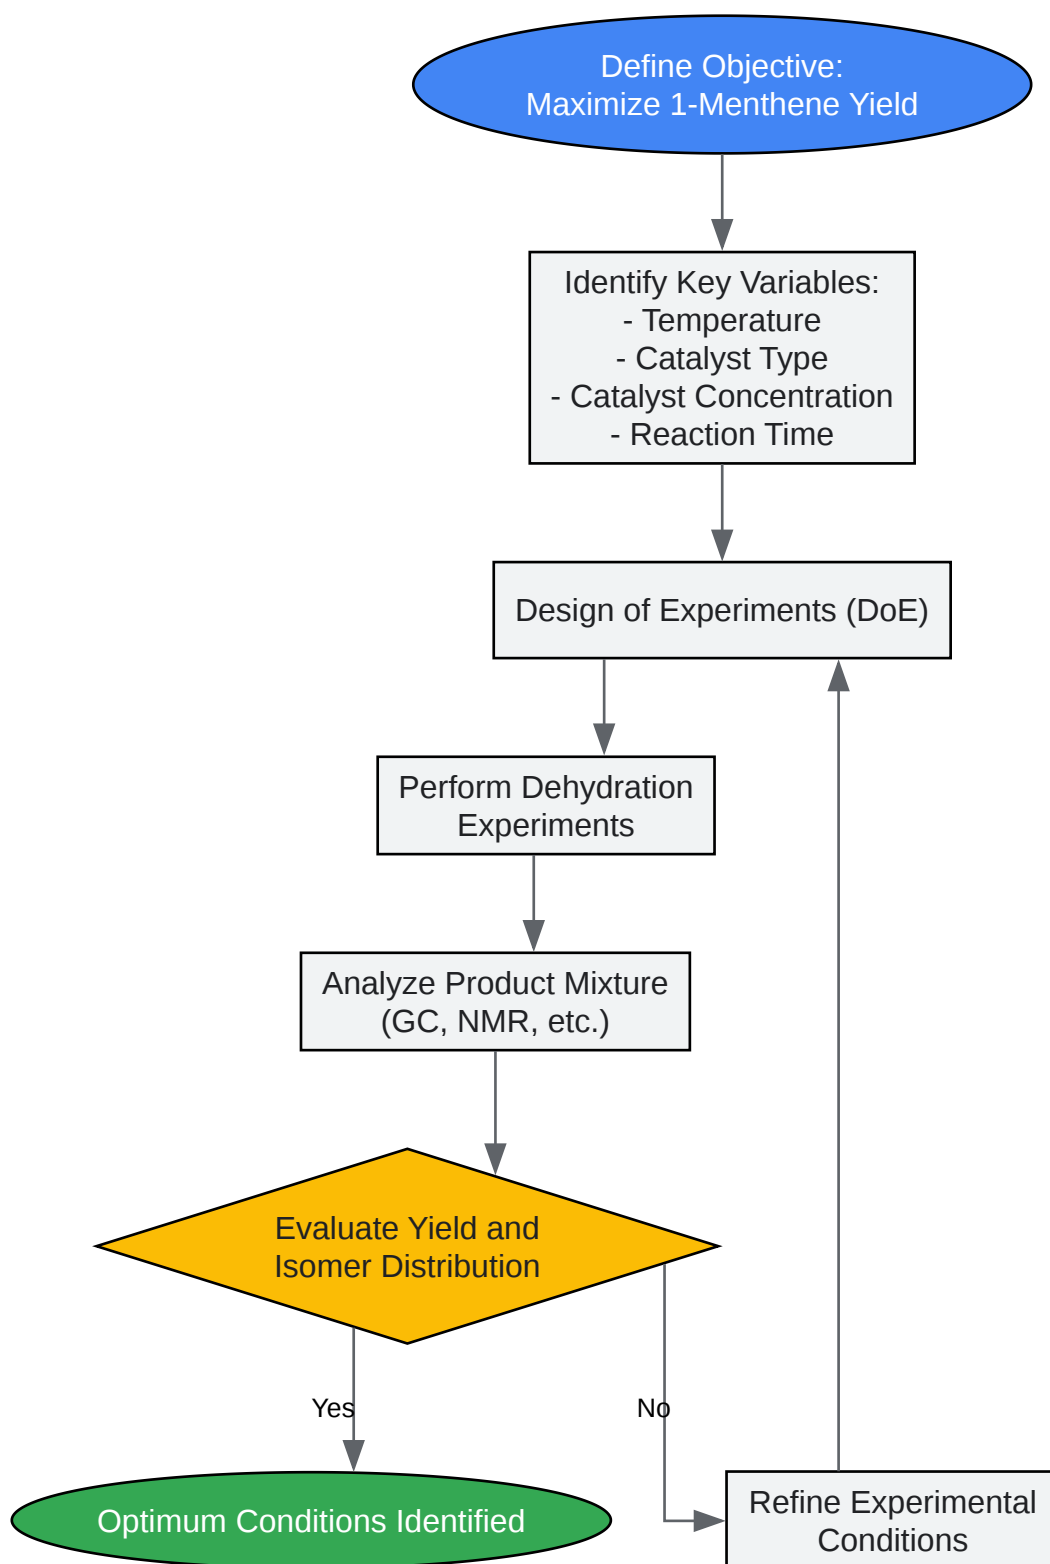 Define Objective:
Maximize 1-Menthene Yield
Identify Key Variables:
- Temperature
- Catalyst Type
- Catalyst Concentration
- Reaction Time
Design of Experiments (DoE)
Perform Dehydration
Experiments
Analyze Product Mixture
(GC, NMR, etc.)
Evaluate Yield and
Isomer Distribution
Yes
No
Optimum Conditions Identified
Refine Experimental
Conditions